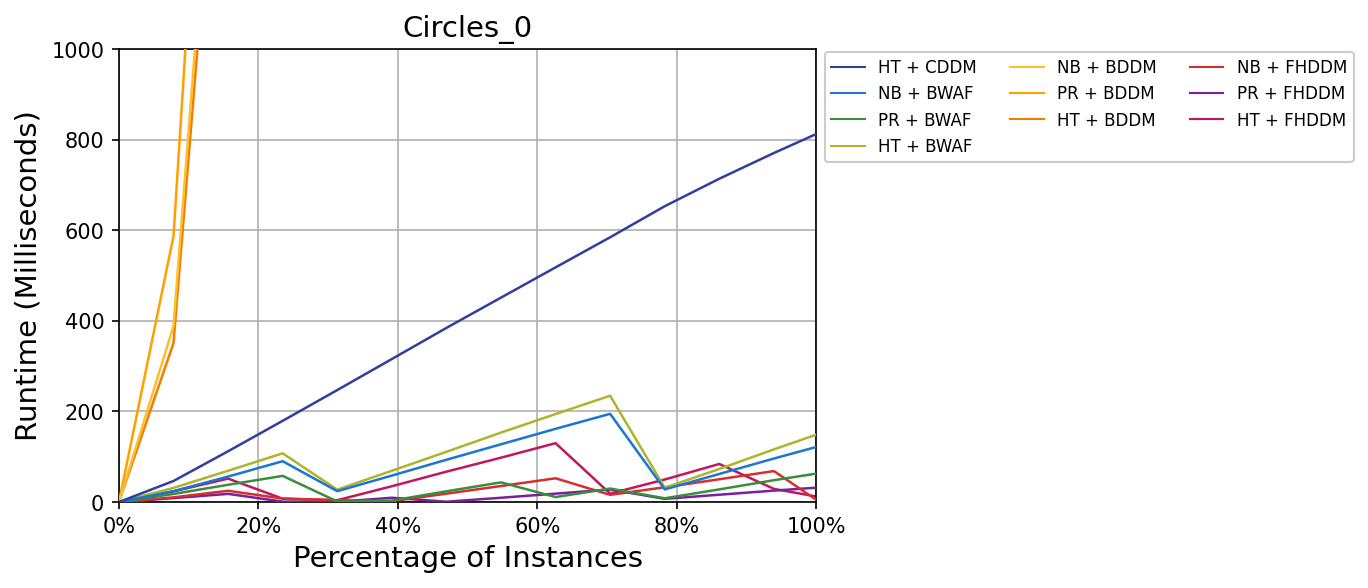 Circles_0
1000
800
600
400
200
0
Runtime (Milliseconds)
0% 20% 40% 60% 80% 100%
Percentage of Instances
HT + CDDM
NB + BWAF
PR + BWAF
HT + BWAF
NB + BDDM
PR + BDDM
HT + BDDM
NB + FHDDM
PR + FHDDM
HT + FHDDM